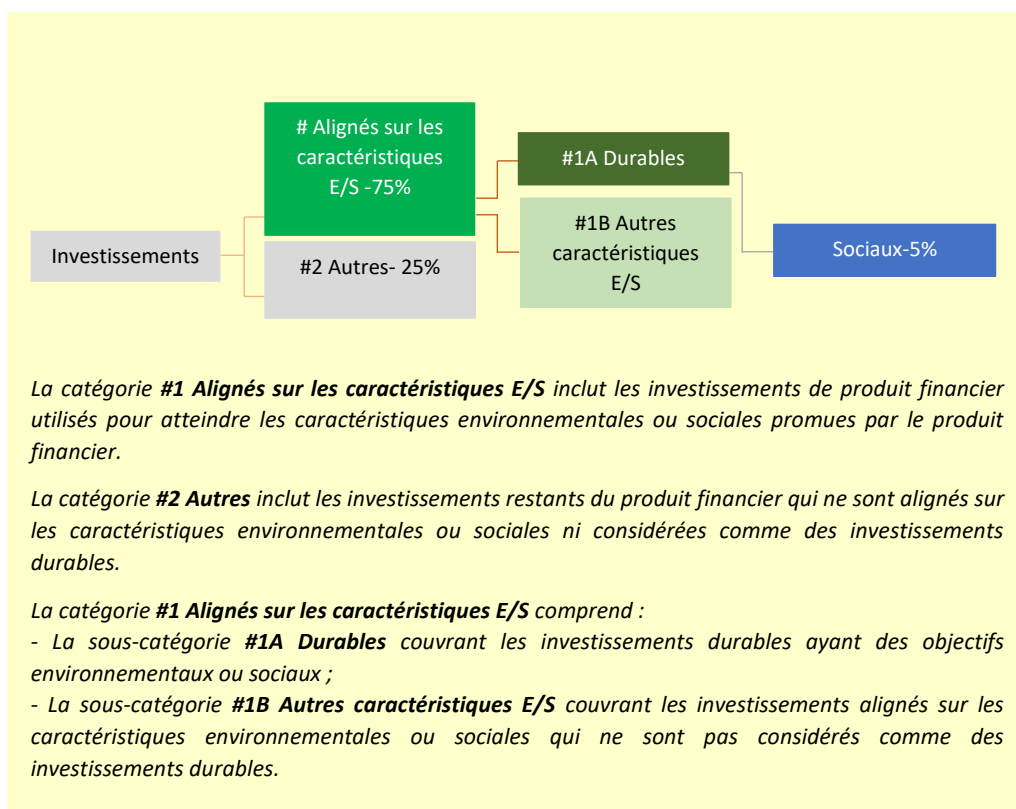 # Alignés sur les
caractéristiques
E/S -75%
#1A Durables
#1B Autres
caractéristiques
E/S
Investissements
#2 Autres- 25%
Sociaux-5%
La catégorie #1 Alignés sur les caractéristiques E/S inclut les investissements de produit financier
utilisés pour atteindre les caractéristiques environnementales ou sociales promues par le produit
financier.
La catégorie #2 Autres inclut les investissements restants du produit financier qui ne sont alignés sur
les caractéristiques environnementales ou sociales ni considérées comme des investissements
durables.
La catégorie #1 Alignés sur les caractéristiques E/S comprend :
- La sous-catégorie #1A Durables couvrant les investissements durables ayant des objectifs
environnementaux ou sociaux ;
- La sous-catégorie #1B Autres caractéristiques E/S couvrant les investissements alignés sur les
caractéristiques environnementales ou sociales qui ne sont pas considérés comme des
investissements durables.